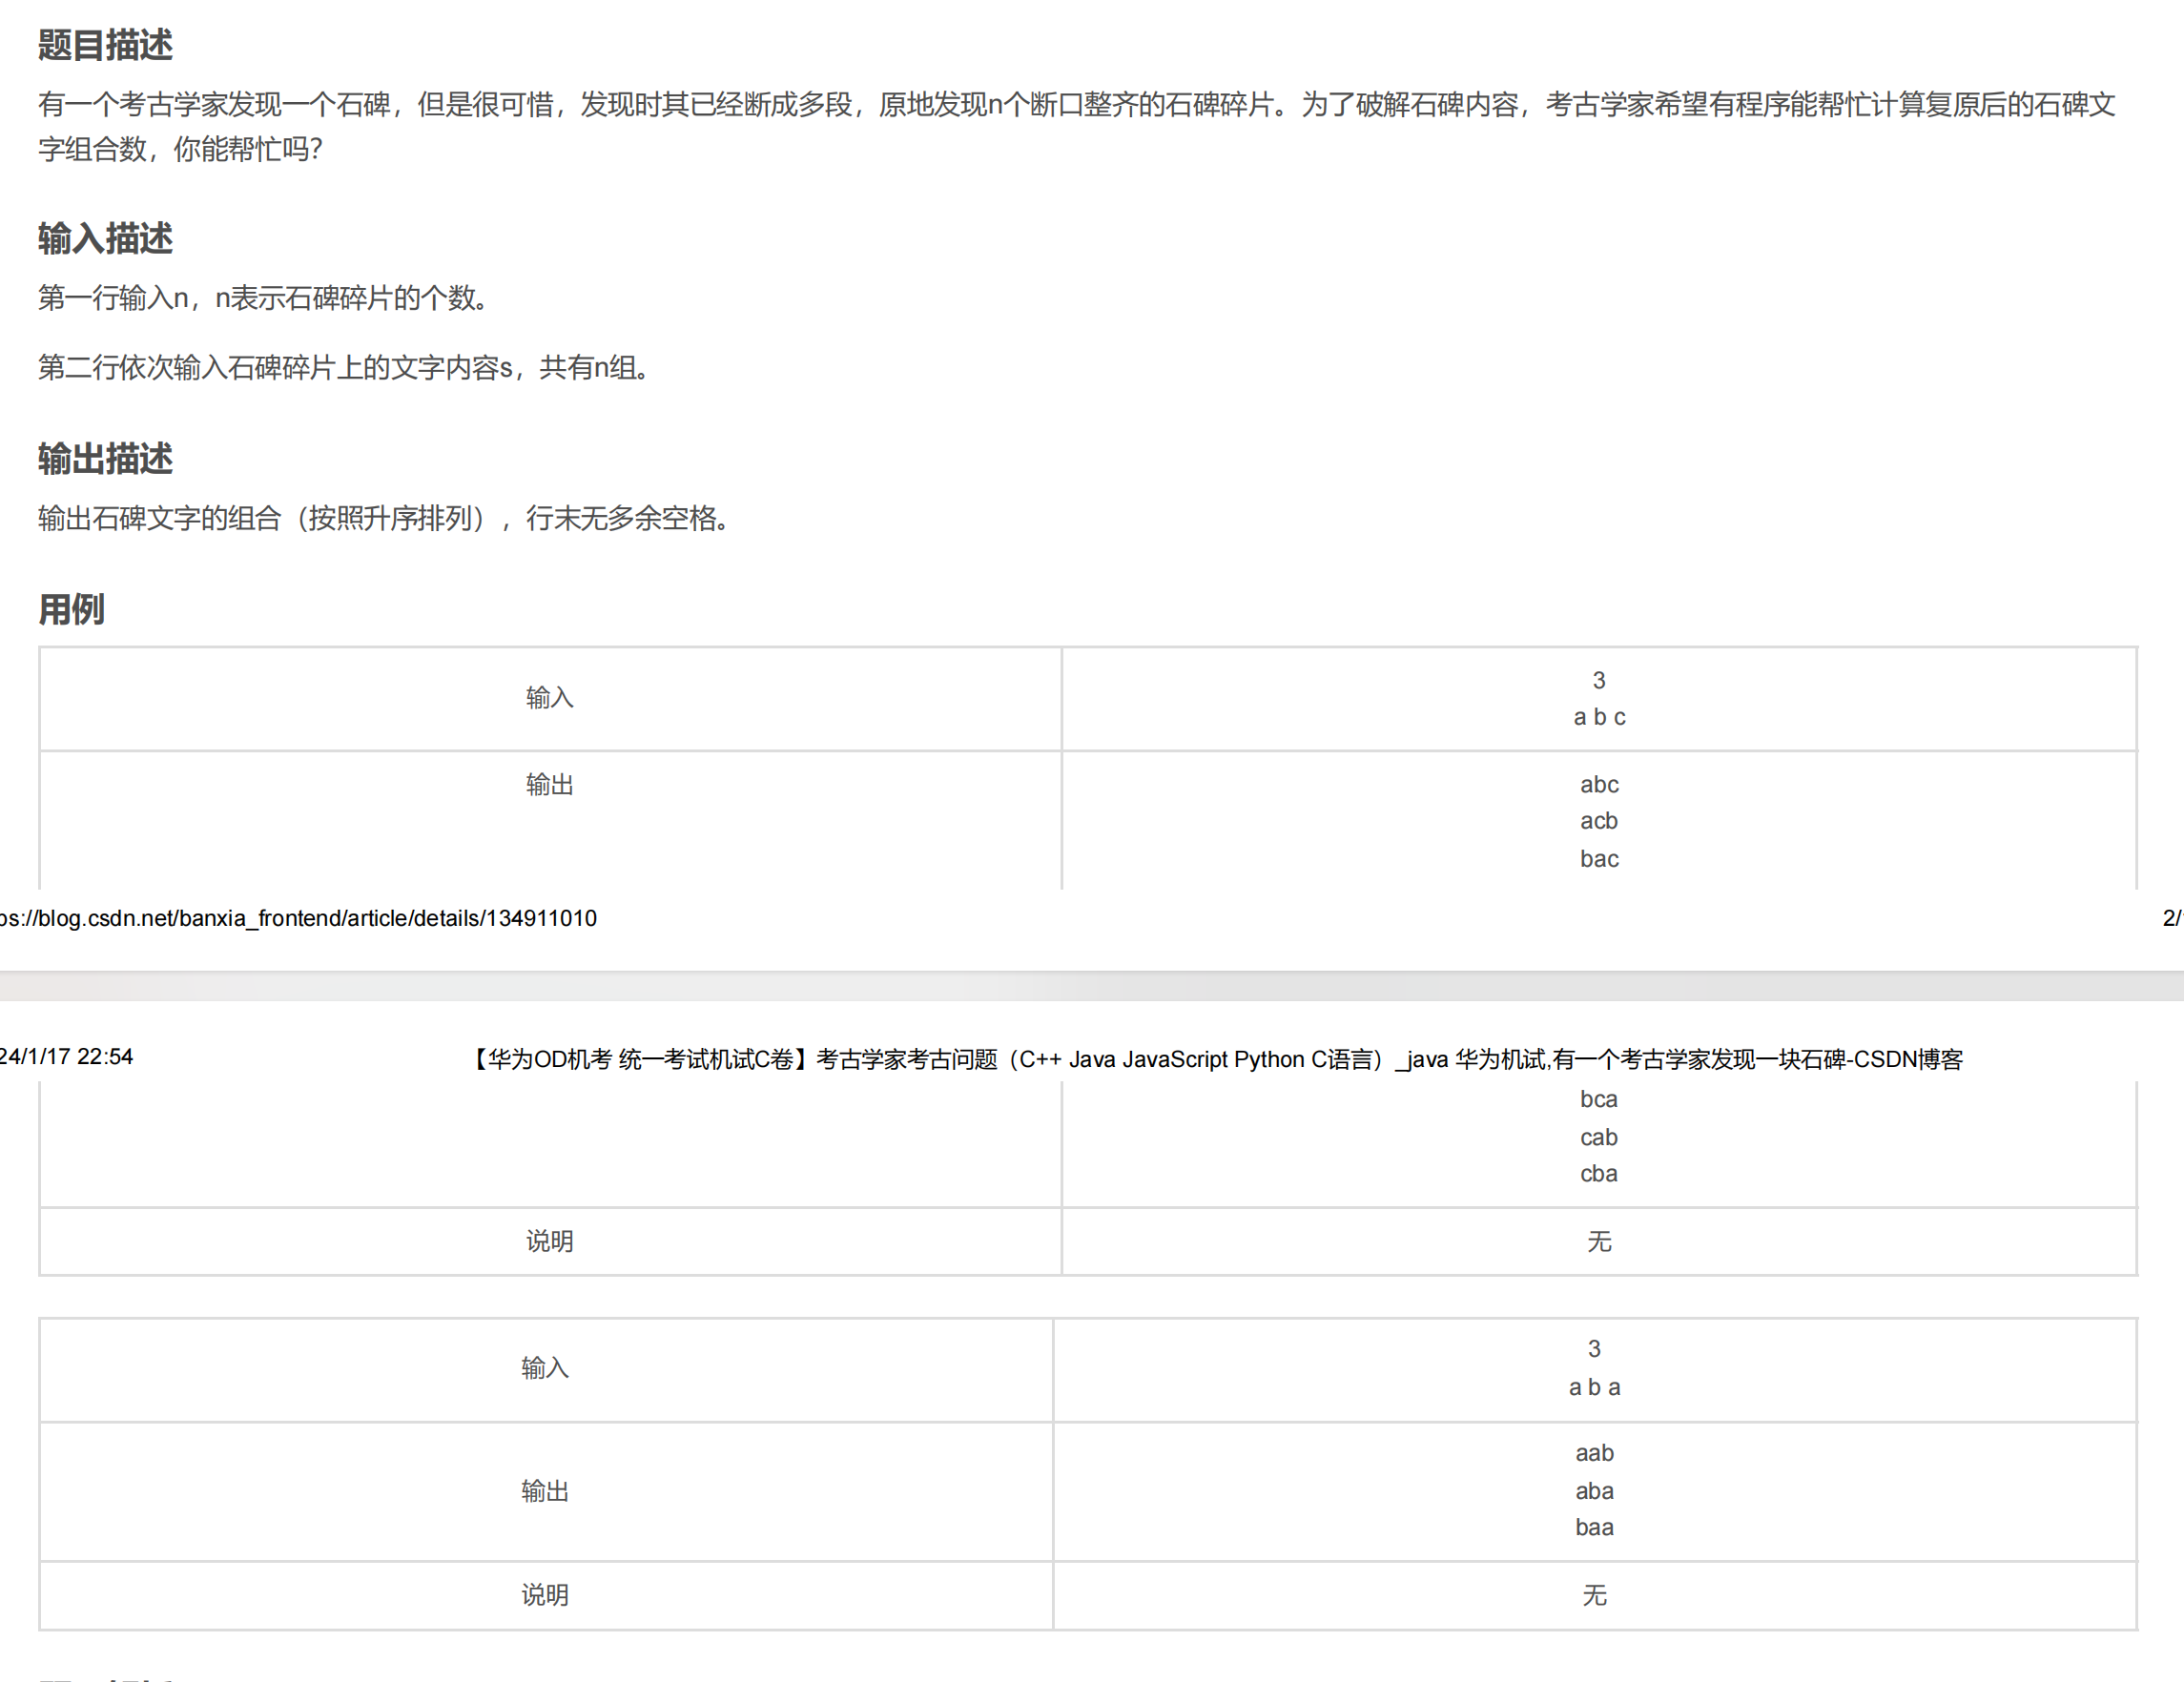 题目描述
有一个考古学家发现一个石碑，但是很可惜，发现时其已经断成多段，原地发现n个断口整齐的石碑碎片。为了破解石碑内容，考古学家希望有程序能帮忙计算复原后的石碑文
字组合数，你能帮忙吗？
输入描述
第一行输入n，n表示石碑碎片的个数。
第二行依次输入石碑碎片上的文字内容s，共有n组。
输出描述
输出石碑文字的组合（按照升序排列），行末无多余空格。
用例
输入
3
a b c
输出
abc
acb
bac
ps://blog.csdn.net/banxia_frontend/article/details/134911010
2/
24/1/17 22:54
【华为OD机考 统一考试机试C卷】考古学家考古问题（C++ Java JavaScript Python C语言）_java 华为机试,有一个考古学家发现一块石碑-CSDN博客
bca
cab
cba
说明
无
输入
3
a b a
输出
aab
aba
baa
说明
无